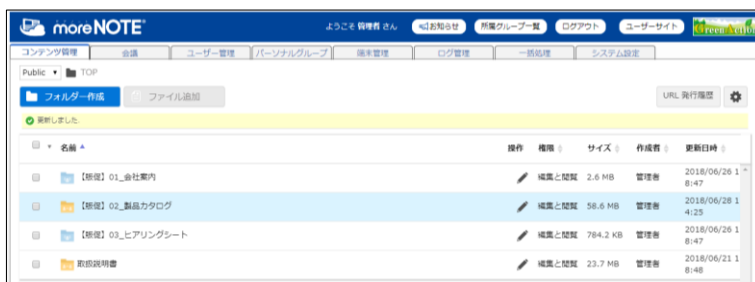 moreNOTE
ようこそ 管理者 さん お知らせ 所属グループ一覧 ログアウト ユーザーサイト Green Actio
コンテンツ管理 会議 ユーザー管理 パーソナルグループ 端末管理 ログ管理 一括処理 システム設定
Public TOP
フォルダー作成 ファイル追加 URL 発行履歴
更新しました.
名前 操作 権限 サイズ 作成者 更新日時
【販促】01_会社案内 編集と閲覧 2.6 MB 管理者 2018/06/26 1
8:47
【販促】02_製品カタログ 編集と閲覧 58.6 MB 管理者 2018/06/28 1
4:25
【販促】03_ヒアリングシート 編集と閲覧 784.2 KB 管理者 2018/06/26 1
8:47
取扱説明書 編集と閲覧 23.7 MB 管理者 2018/06/21 1
8:48